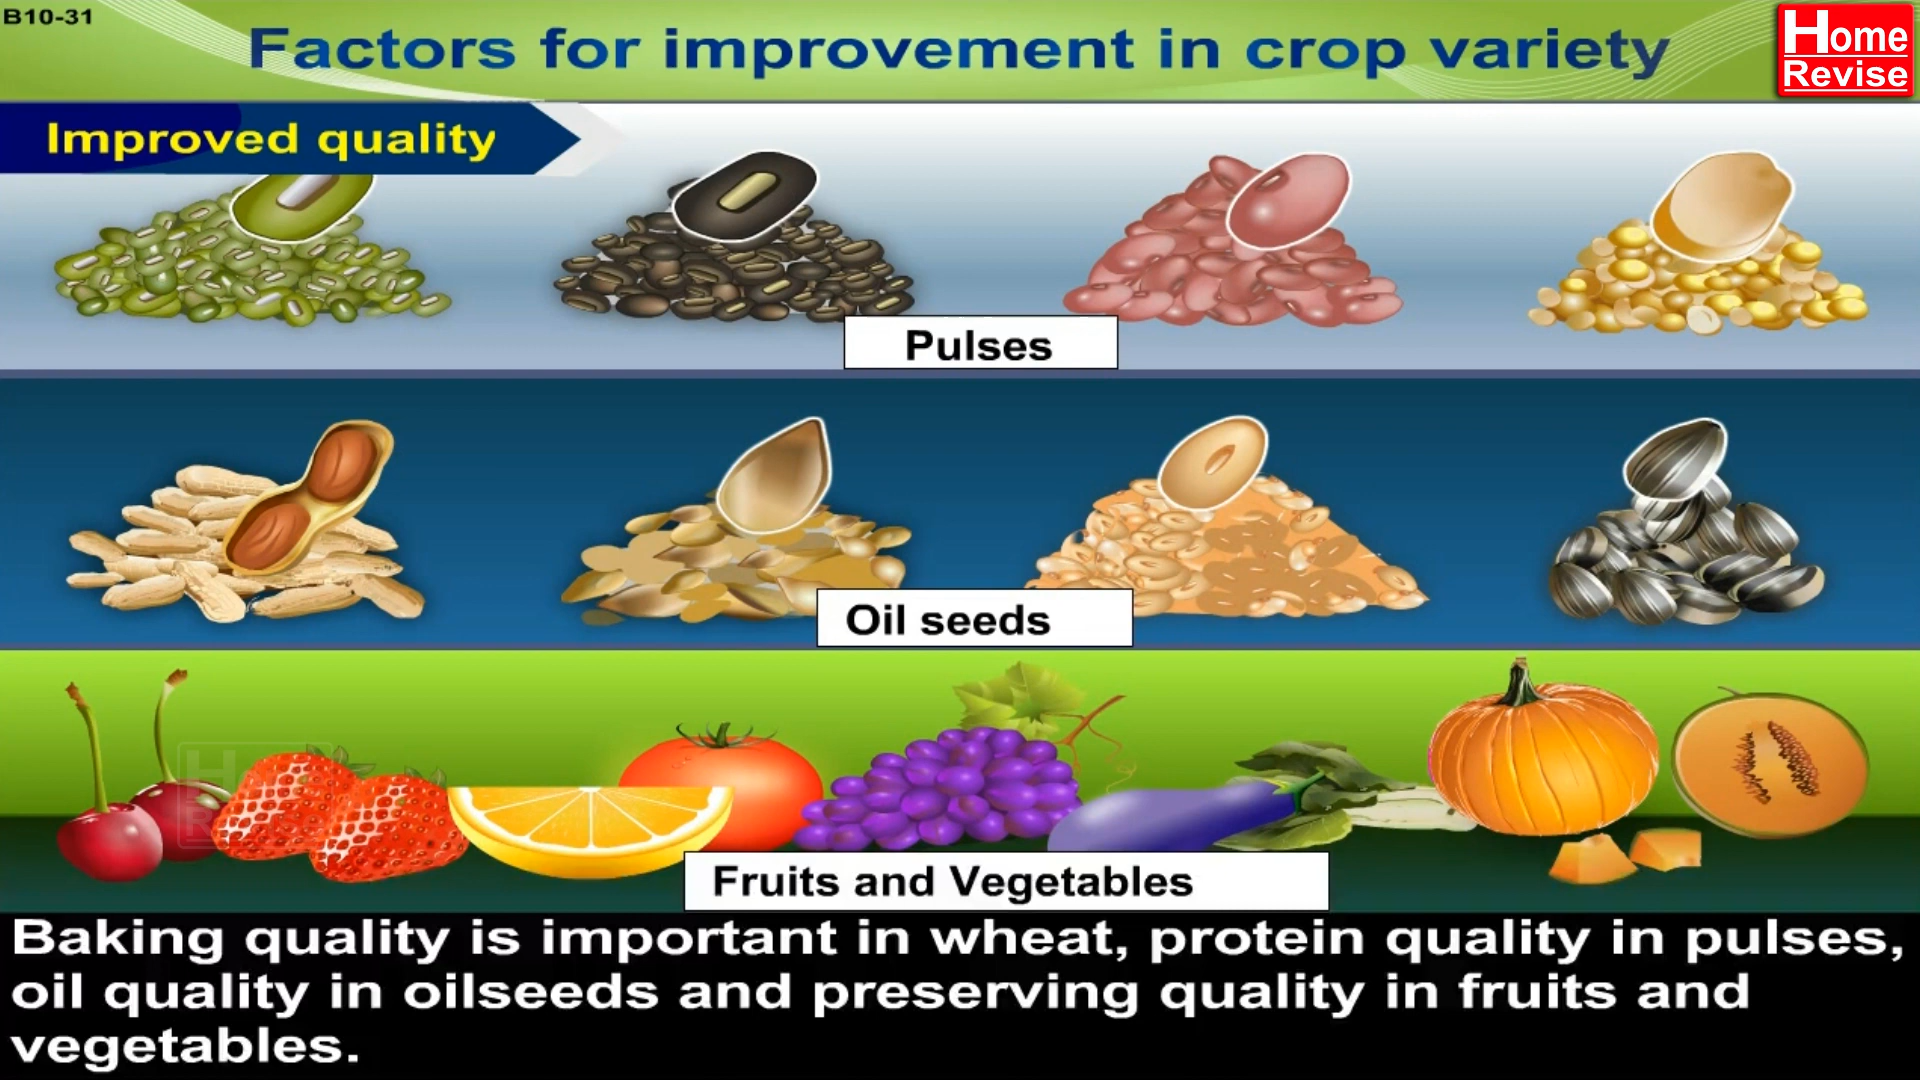 B10-31
Factors for improvement in crop variety
Home
Revise
Improved quality
Pulses
Oil seeds
Fruits and Vegetables
Baking quality is important in wheat, protein quality in pulses,
oil quality in oilseeds and preserving quality in fruits and
vegetables.